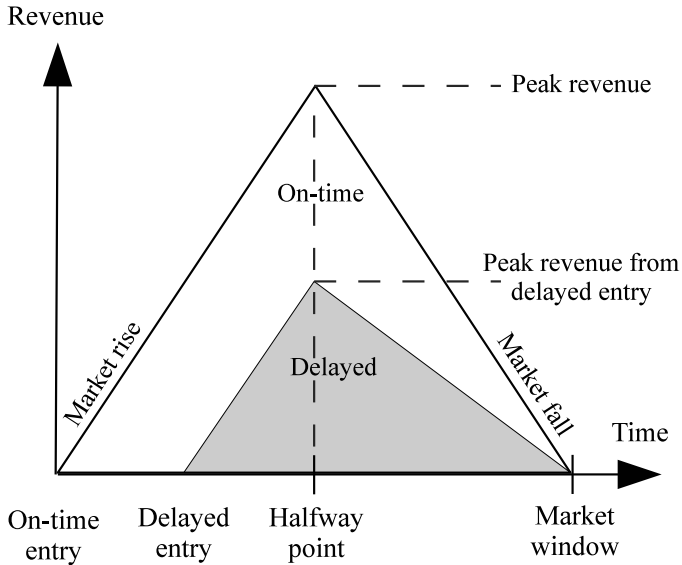 Revenue
Peak revenue
On-time
Peak revenue from
delayed entry
Market rise
Delayed
Market fall
Time
On-time
entry
Delayed
entry
Halfway
point
Market
window